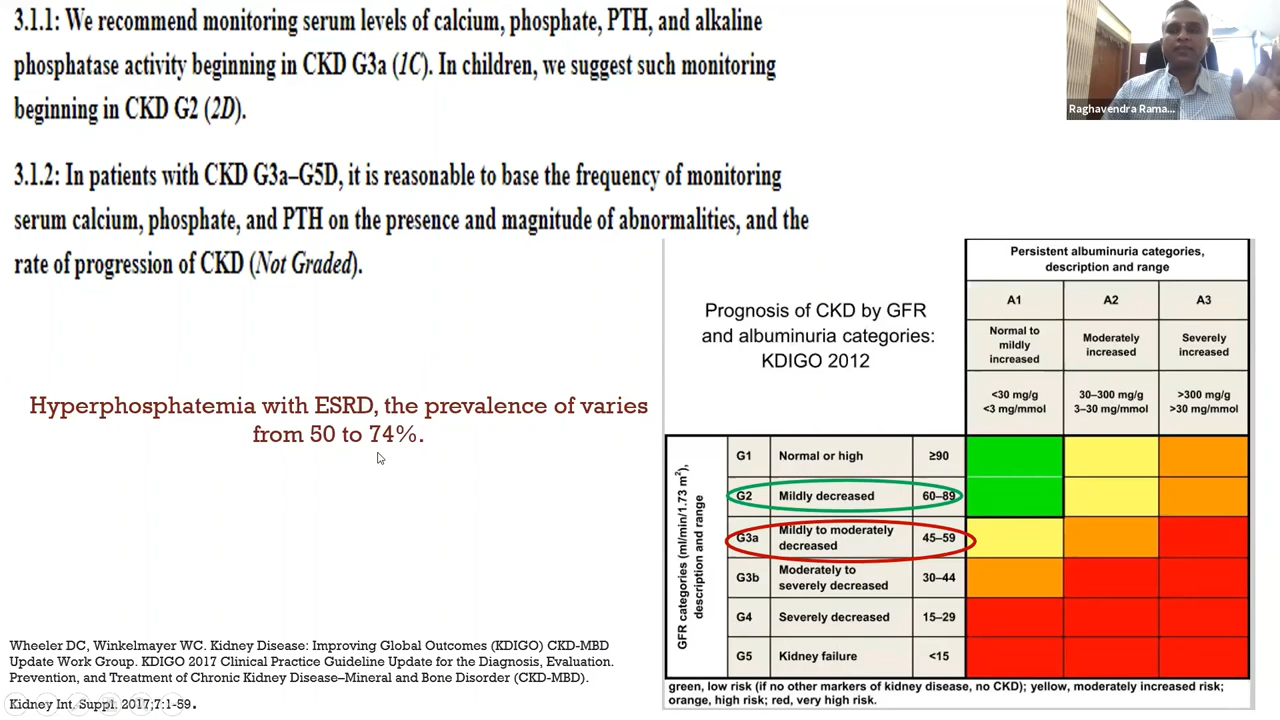 3.1.1: We recommend monitoring serum levels of calcium, phosphate, PTH, and alkaline
phosphatase activity beginning in CKD G3a (1C). In children, we suggest such monitoring
beginning in CKD G2 (2D).
3.1.2: In patients with CKD G3a–G5D, it is reasonable to base the frequency of monitoring
serum calcium, phosphate, and PTH on the presence and magnitude of abnormalities, and the
rate of progression of CKD (Not Graded).
Raghavendra Rama...
Hyperphosphatemia with ESRD, the prevalence of varies
from 50 to 74%.
Prognosis of CKD by GFR
and albuminuria categories:
KDIGO 2012
Persistent albuminuria categories,
description and range
A1 A2 A3
Normal to
mildly
increased
Moderately
increased
Severely
increased
<30 mg/g
<3 mg/mmol
30–300 mg/g
3–30 mg/mmol
>300 mg/g
>30 mg/mmol
GFR categories (ml/min/1.73 m²),
description and range
G1 Normal or high ≥90
G2 Mildly decreased 60–89
G3a Mildly to moderately
decreased 45–59
G3b Moderately to
severely decreased 30–44
G4 Severely decreased 15–29
G5 Kidney failure <15
green, low risk (if no other markers of kidney disease, no CKD); yellow, moderately increased risk;
orange, high risk; red, very high risk.
Wheeler DC, Winkelmayer WC. Kidney Disease: Improving Global Outcomes (KDIGO) CKD-MBD
Update Work Group. KDIGO 2017 Clinical Practice Guideline Update for the Diagnosis, Evaluation.
Prevention, and Treatment of Chronic Kidney Disease–Mineral and Bone Disorder (CKD-MBD).
Kidney Int. Suppl. 2017;7:1-59.